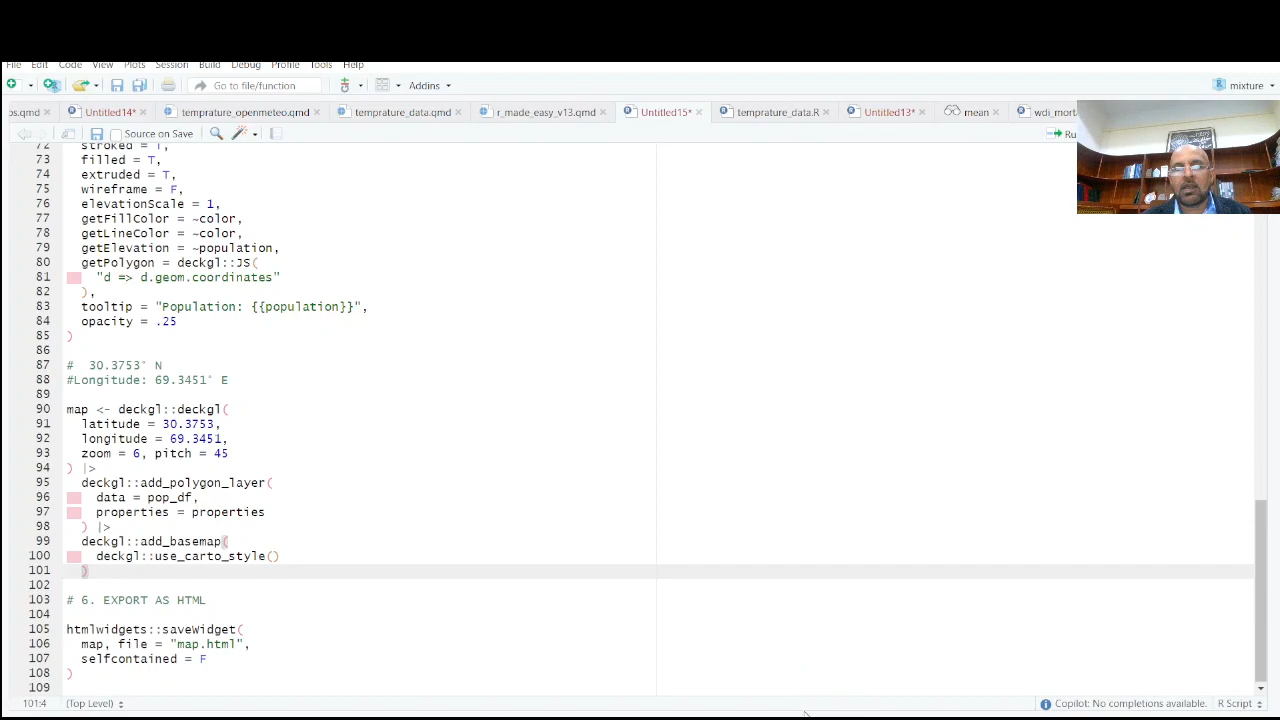 File Edit Code View Plots Session Build Debug Profile Tools Help
Go to file/function Addins mixture
os.qmd Untitled14* temprature_openmeteo.qmd temprature_data.qmd r_made_easy_v13.qmd Untitled15* temprature_data.R Untitled13* mean wdi_morta
Source on Save Ru
72 stroked = T,
73 filled = T,
74 extruded = T,
75 wireframe = F,
76 elevationScale = 1,
77 getFillColor = ~color,
78 getLineColor = ~color,
79 getElevation = ~population,
80 getPolygon = deckgl::JS(
81 "d => d.geom.coordinates"
82 ),
83 tooltip = "Population: {{population}}",
84 opacity = .25
85 )
86
87 #  30.3753° N
88 #Longitude: 69.3451° E
89
90 map <- deckgl::deckgl(
91 latitude = 30.3753,
92 longitude = 69.3451,
93 zoom = 6, pitch = 45
94 ) |>
95 deckgl::add_polygon_layer(
96 data = pop_df,
97 properties = properties
98 ) |>
99 deckgl::add_basemap(
100 deckgl::use_carto_style()
101 )
102
103 # 6. EXPORT AS HTML
104
105 htmlwidgets::saveWidget(
106 map, file = "map.html",
107 selfcontained = F
108 )
109
101:4 (Top Level) Copilot: No completions available. R Script